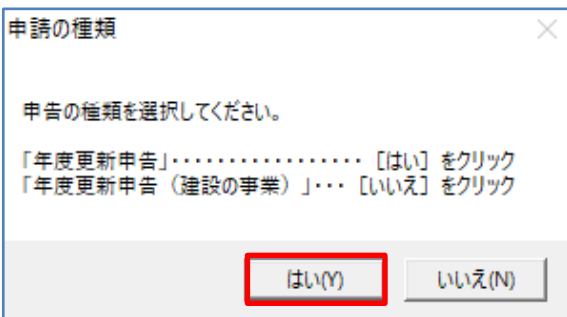 申請の種類
申告の種類を選択してください。
「年度更新申告」・・・・・・・・・・・・・・・・・ [はい] をクリック
「年度更新申告（建設の事業）」・・・ [いいえ] をクリック
はい(Y)
いいえ(N)